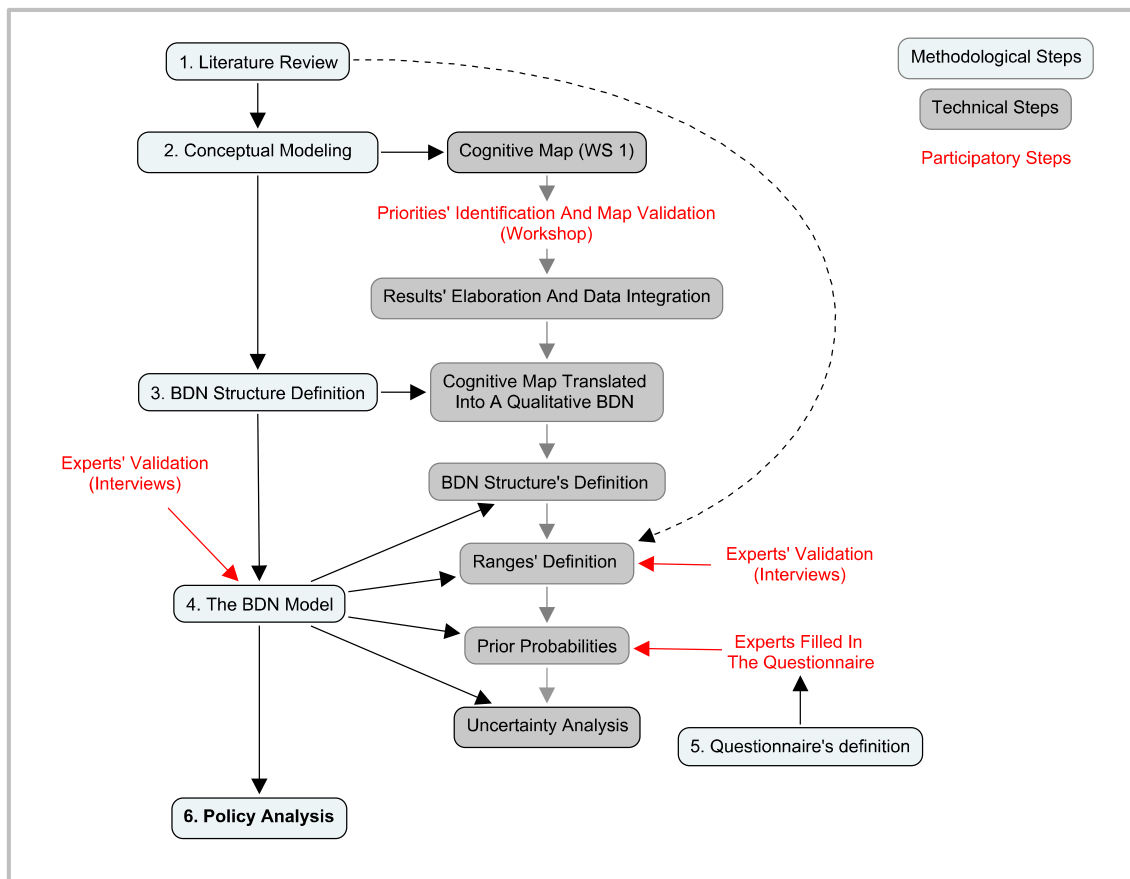 1. Literature Review
Methodological Steps
Technical Steps
Participatory Steps
2. Conceptual Modeling
Cognitive Map (WS 1)
Priorities' Identification And Map Validation
(Workshop)
Results' Elaboration And Data Integration
3. BDN Structure Definition
Cognitive Map Translated
Into A Qualitative BDN
Experts' Validation
(Interviews)
BDN Structure's Definition
Ranges' Definition
Experts' Validation
(Interviews)
4. The BDN Model
Prior Probabilities
Experts Filled In
The Questionnaire
Uncertainty Analysis
5. Questionnaire's definition
6. Policy Analysis